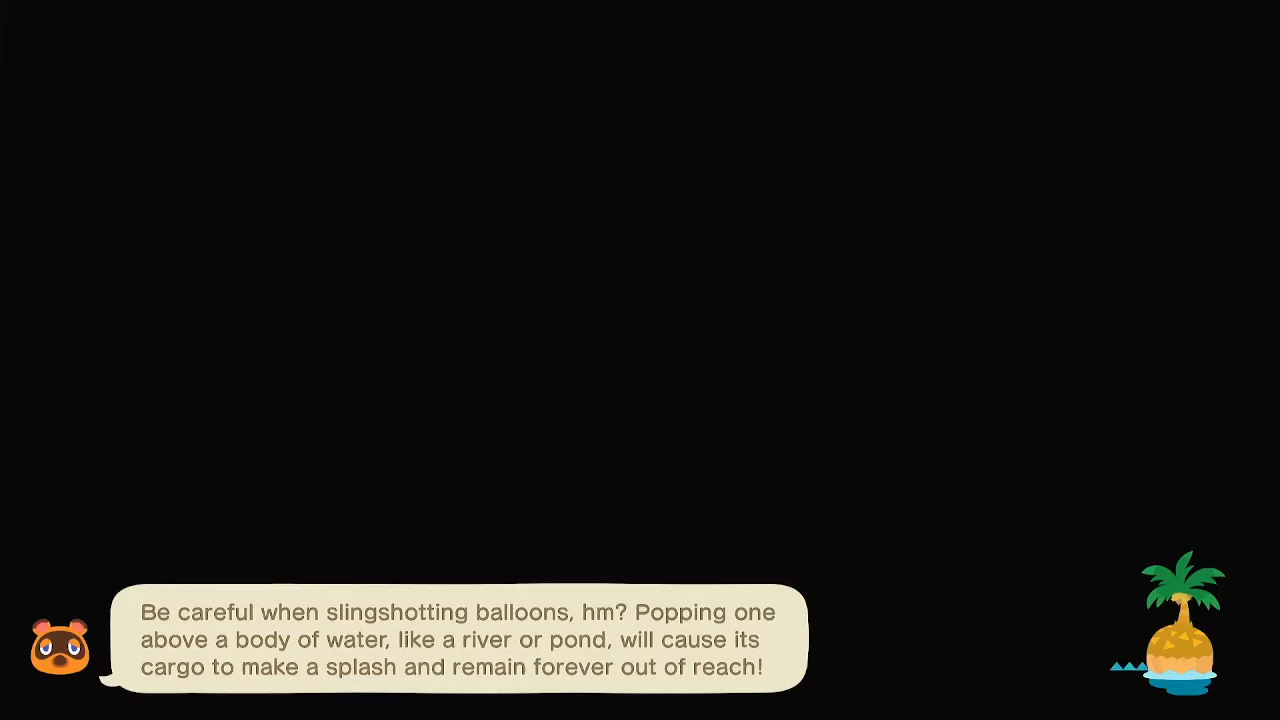 Be careful when slingshotting balloons, hm? Popping one
above a body of water, like a river or pond, will cause its
cargo to make a splash and remain forever out of reach!